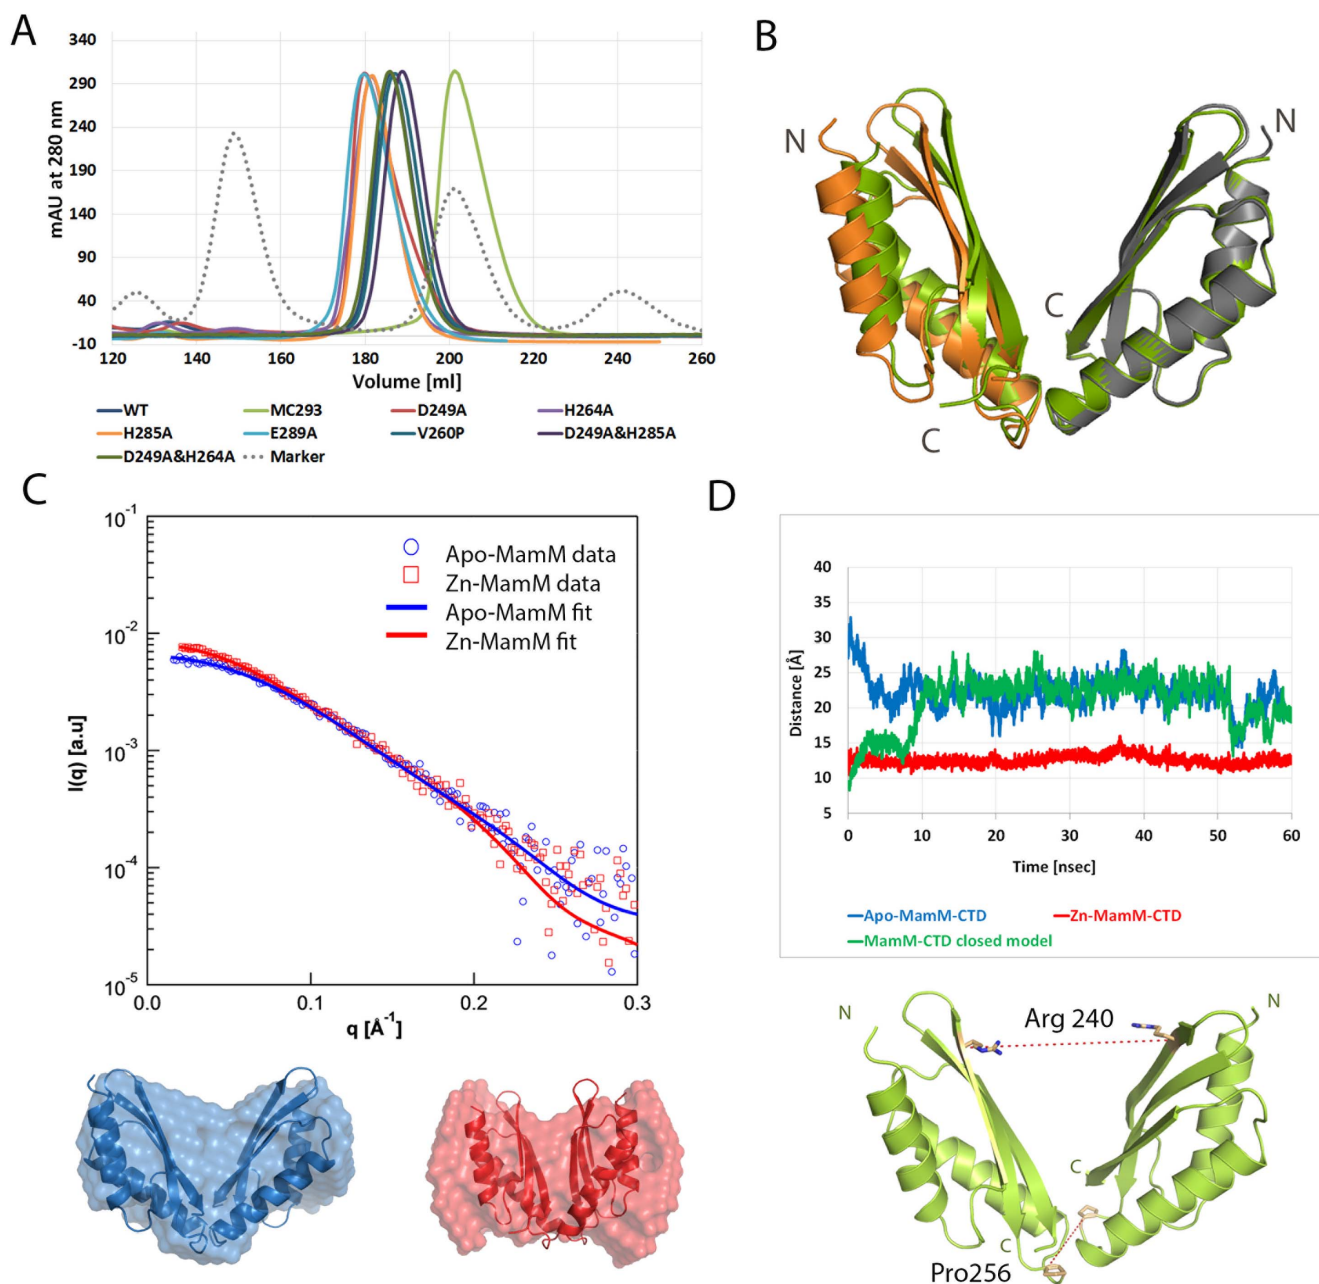 A
340
290
240
190
140
90
40
-10
mAU at 280 nm
120 140 160 180 200 220 240 260
Volume [ml]
WT MC293 D249A H264A
H285A E289A V260P D249A&H285A
D249A&H264A Marker
B
N
N
C
C
C
10-1
10-2
10-3
10-4
10-5
I(q) [a.u]
Apo-MamM data
Zn-MamM data
Apo-MamM fit
Zn-MamM fit
0.0 0.1 0.2 0.3
q [Å-1]
D
40
35
30
25
20
15
10
5
Distance [Å]
0 10 20 30 40 50 60
Time [nsec]
Apo-MamM-CTD Zn-MamM-CTD
MamM-CTD closed model
N
Arg 240
N
C
C
Pro256